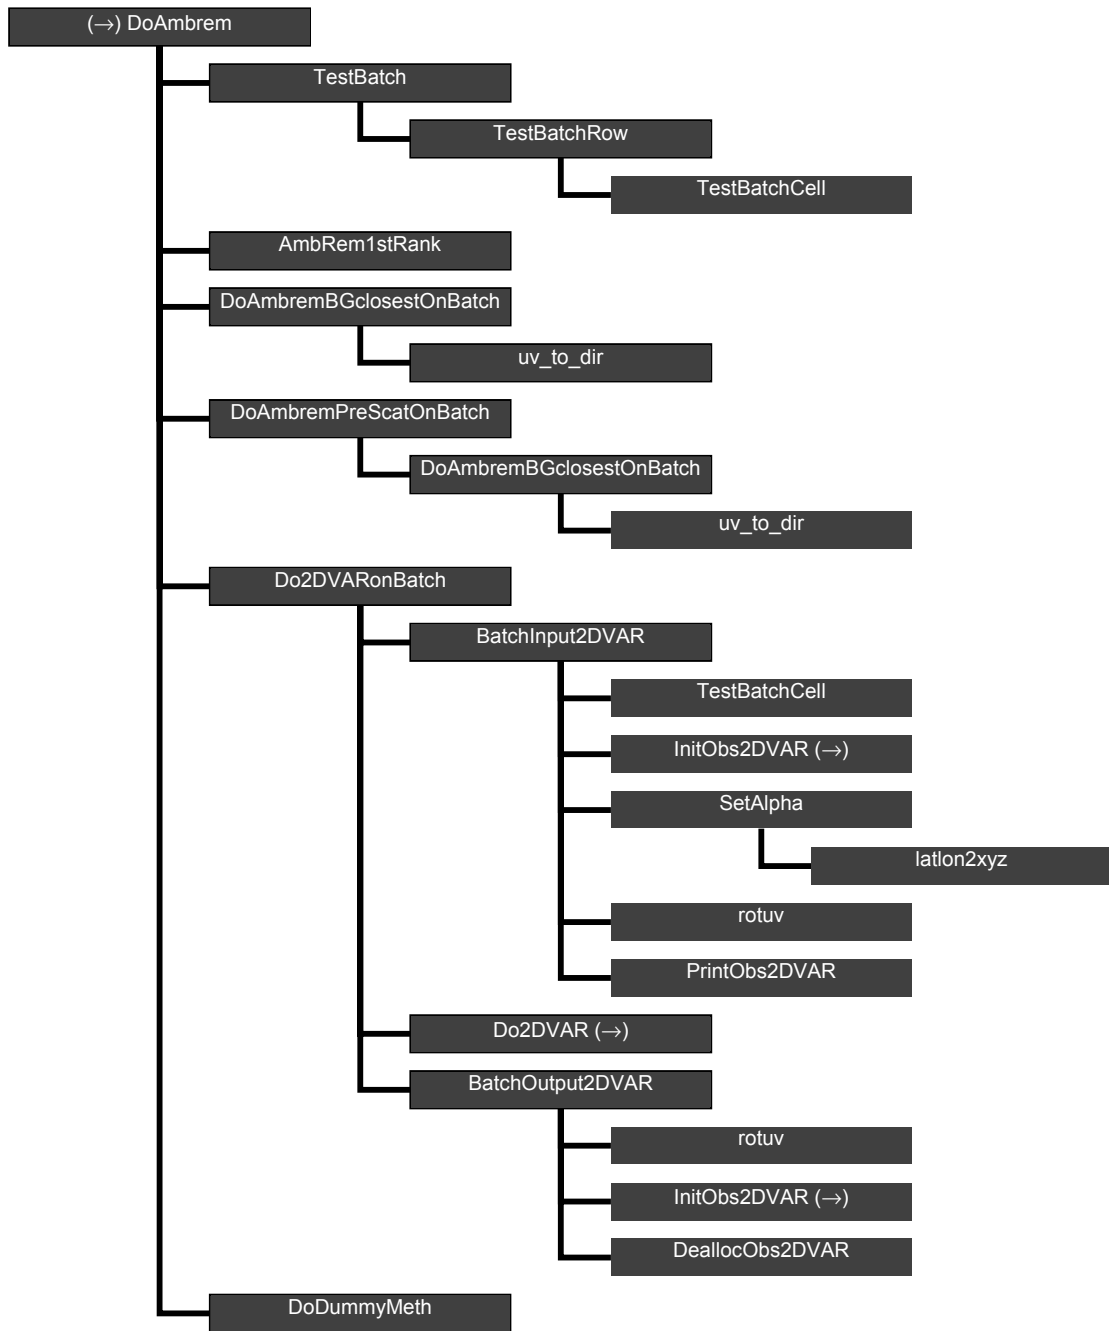 (→) DoAmbrem
TestBatch
TestBatchRow
TestBatchCell
AmbRem1stRank
DoAmbremBGclosestOnBatch
uv_to_dir
DoAmbremPreScatOnBatch
DoAmbremBGclosestOnBatch
uv_to_dir
Do2DVARonBatch
BatchInput2DVAR
TestBatchCell
InitObs2DVAR (→)
SetAlpha
latlon2xyz
rotuv
PrintObs2DVAR
Do2DVAR (→)
BatchOutput2DVAR
rotuv
InitObs2DVAR (→)
DeallocObs2DVAR
DoDummyMeth